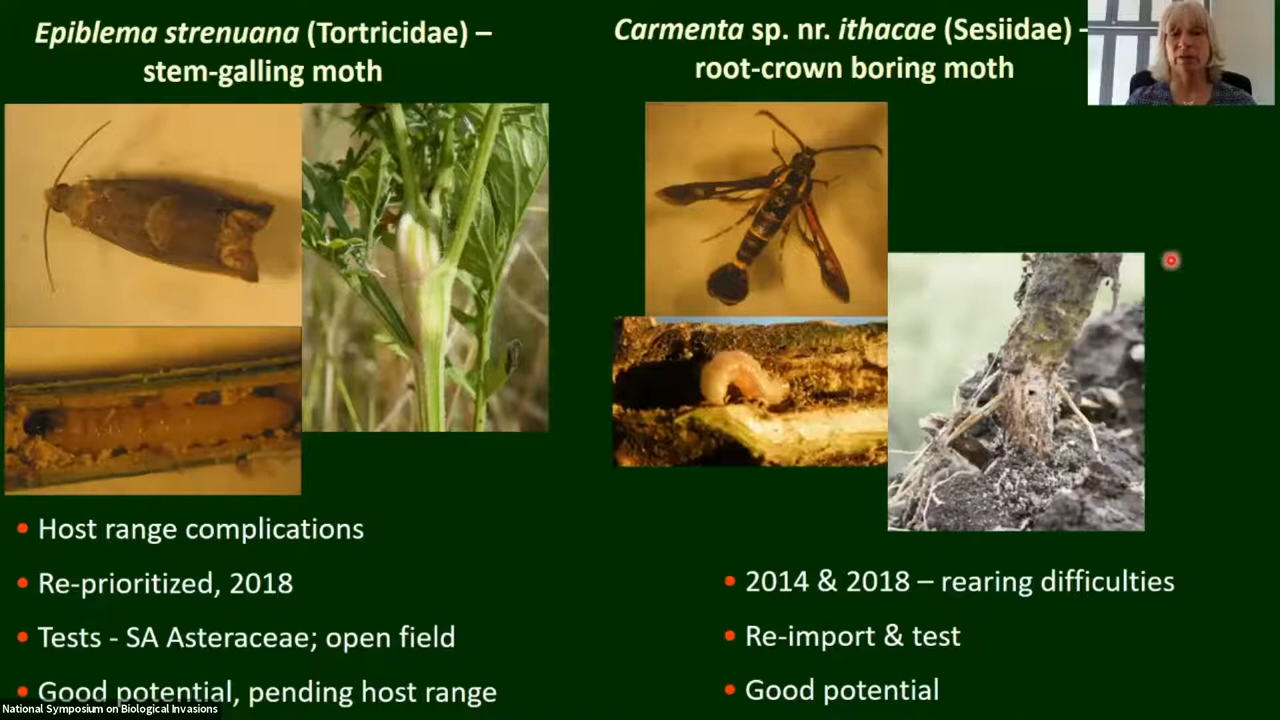 Epiblema strenuana (Tortricidae) –
stem-galling moth
Carmenta sp. nr. ithacae (Sesiidae) –
root-crown boring moth
• Host range complications
• Re-prioritized, 2018
• Tests - SA Asteraceae; open field
• Good potential, pending host range
• 2014 & 2018 – rearing difficulties
• Re-import & test
• Good potential
National Symposium on Biological Invasions